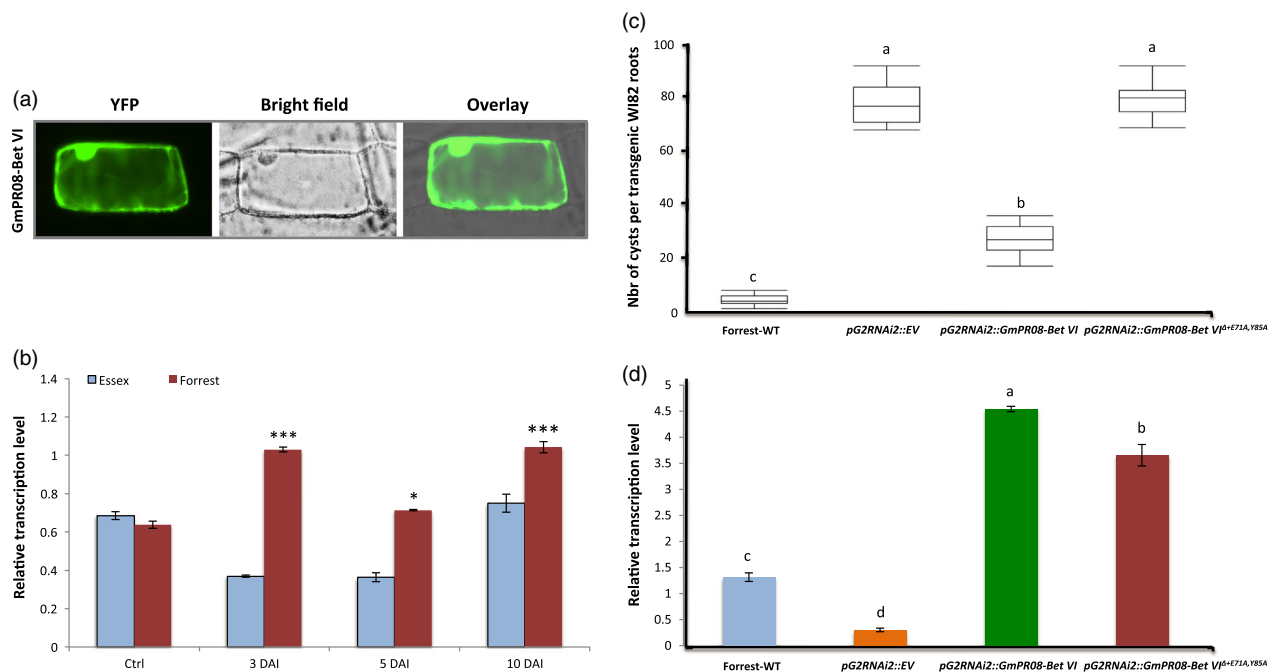 (a)
YFP
Bright field
Overlay
GmPR08-Bet VI
(b)
Essex
Forrest
Relative transcription level
1.4
1.2
1
0.8
0.6
0.4
0.2
0
***
*
***
Ctrl
3 DAI
5 DAI
10 DAI
(c)
Nbr of cysts per transgenic WI82 roots
100
80
60
40
20
0
c
a
b
a
Forrest-WT
pG2RNAi2::EV
pG2RNAi2::GmPR08-Bet VI
pG2RNAi2::GmPR08-Bet VIΔ+E71A,Y85A
(d)
Relative transcription level
5
4.5
4
3.5
3
2.5
2
1.5
1
0.5
0
c
d
a
b
Forrest-WT
pG2RNAi2::EV
pG2RNAi2::GmPR08-Bet VI
pG2RNAi2::GmPR08-Bet VIΔ+E71A,Y85A